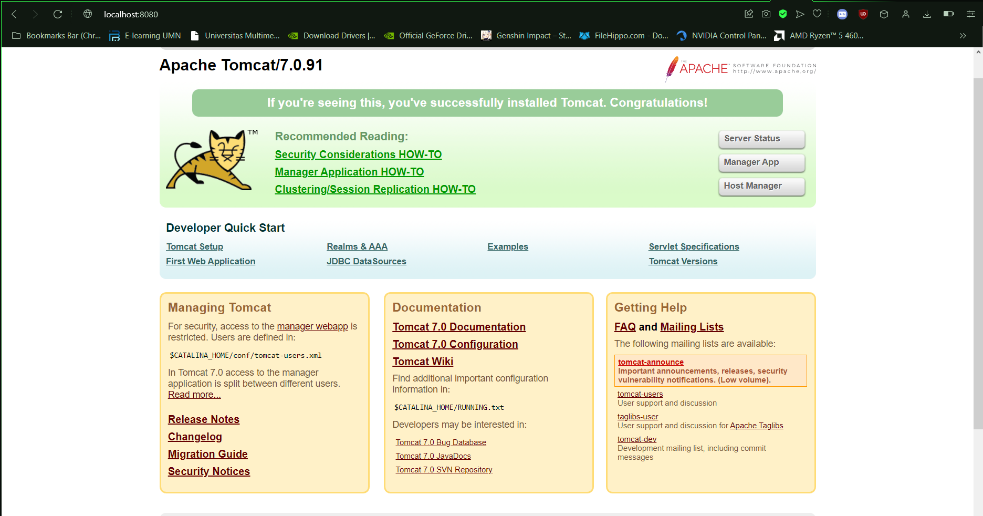 localhost:8080
Bookmarks Bar (Chr...
E learning UMN
Universitas Multime...
Download Drivers |...
Official GeForce Dri...
Genshin Impact - St...
FileHippo.com - Do...
NVIDIA Control Pan...
AMD Ryzen™ 5 460...
Apache Tomcat/7.0.91
APACHE SOFTWARE FOUNDATION
http://www.apache.org/
If you're seeing this, you've successfully installed Tomcat. Congratulations!
TM
Recommended Reading:
Security Considerations HOW-TO
Manager Application HOW-TO
Clustering/Session Replication HOW-TO
Server Status
Manager App
Host Manager
Developer Quick Start
Tomcat Setup
First Web Application
Realms & AAA
JDBC DataSources
Examples
Servlet Specifications
Tomcat Versions
Managing Tomcat
For security, access to the manager webapp is
restricted. Users are defined in:
$CATALINA_HOME/conf/tomcat-users.xml
In Tomcat 7.0 access to the manager
application is split between different users.
Read more...
Release Notes
Changelog
Migration Guide
Security Notices
Documentation
Tomcat 7.0 Documentation
Tomcat 7.0 Configuration
Tomcat Wiki
Find additional important configuration
information in:
$CATALINA_HOME/RUNNING.txt
Developers may be interested in:
Tomcat 7.0 Bug Database
Tomcat 7.0 JavaDocs
Tomcat 7.0 SVN Repository
Getting Help
FAQ and Mailing Lists
The following mailing lists are available:
tomcat-announce
Important announcements, releases, security
vulnerability notifications. (Low volume).
tomcat-users
User support and discussion
taglibs-user
User support and discussion for Apache Taglibs
tomcat-dev
Development mailing list, including commit
messages